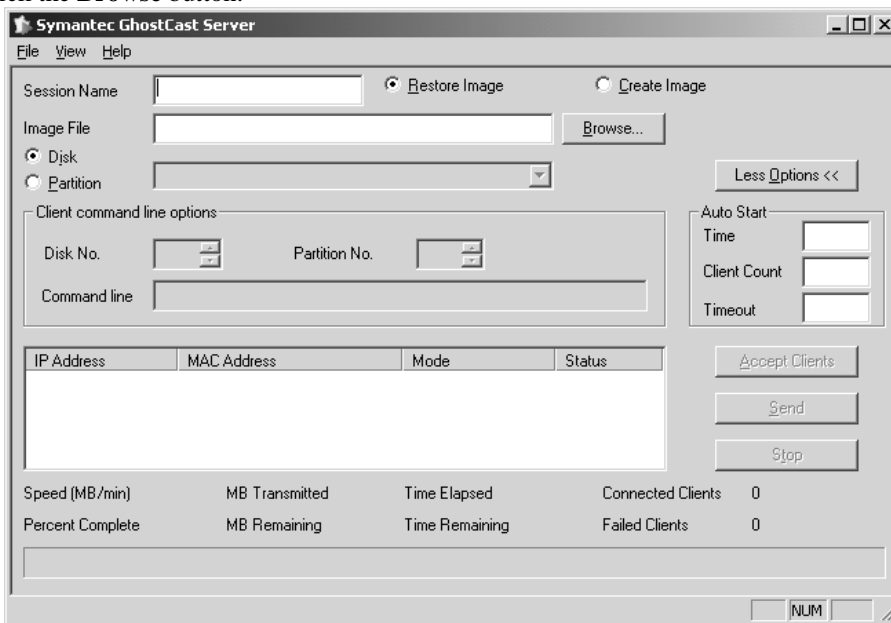 Symantec GhostCast Server
File View Help
Session Name
Restore Image
Create Image
Image File
Browse...
Disk
Partition
Less Options <<
Client command line options
Auto Start
Disk No.
Partition No.
Time
Client Count
Command line
Timeout
IP Address MAC Address Mode Status
Accept Clients
Send
Stop
Speed (MB/min) MB Transmitted Time Elapsed Connected Clients 0
Percent Complete MB Remaining Time Remaining Failed Clients 0
NUM